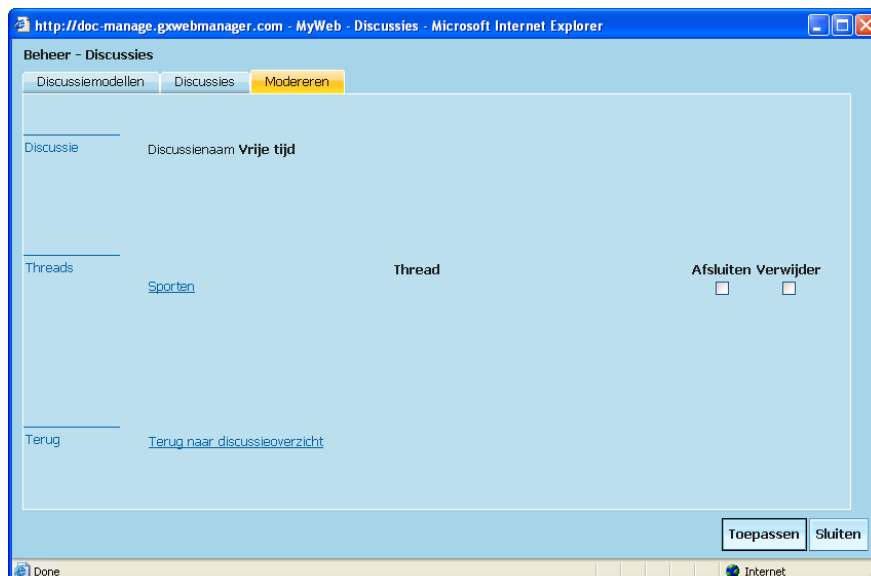 http://doc-manage.gxwebmanager.com - MyWeb - Discussies - Microsoft Internet Explorer
Beheer - Discussies
Discussiemodellen Discussies Modereren
Discussie Discussienaam Vrije tijd
Threads Thread Afsluiten Verwijder
Sporten
Terug Terug naar discussieoverzicht
Toepassen Sluiten
Done Internet